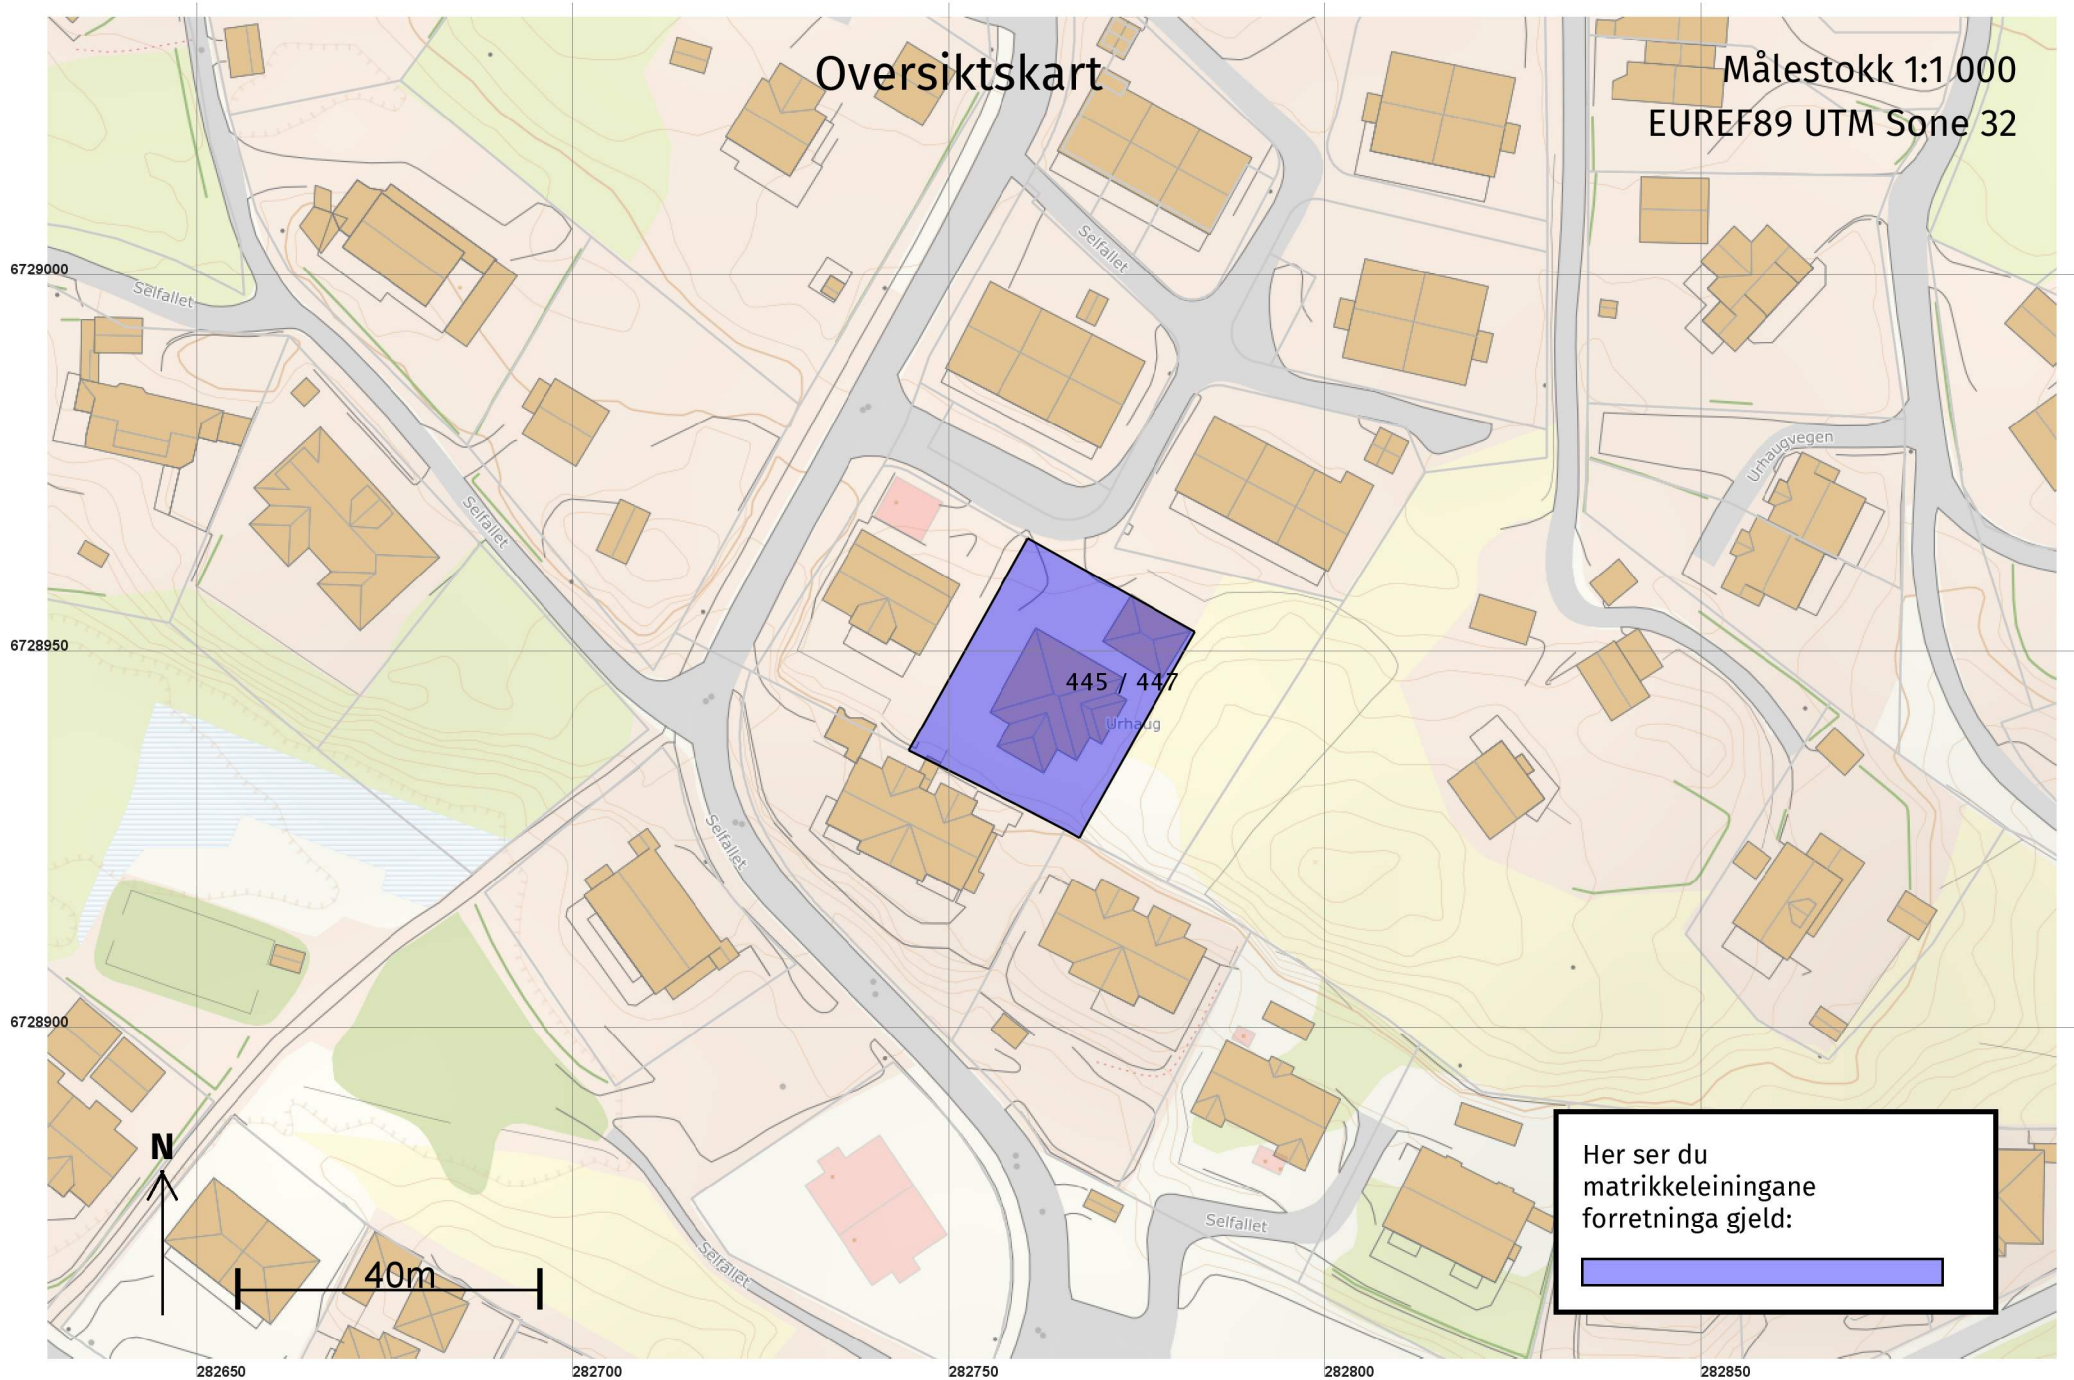 Oversiktskart
Målestokk 1:1 000
EUREF89 UTM Sone 32
Selfallet
6729000
Selfallet
Urhaugvegen
Selfallet
6728950
445 / 447
Urhaug
Selfallet
6728900
N
40m
Selfallet
Selfallet
Her ser du
matrikkeleiningane
forretninga gjeld:
282650
282700
282750
282800
282850